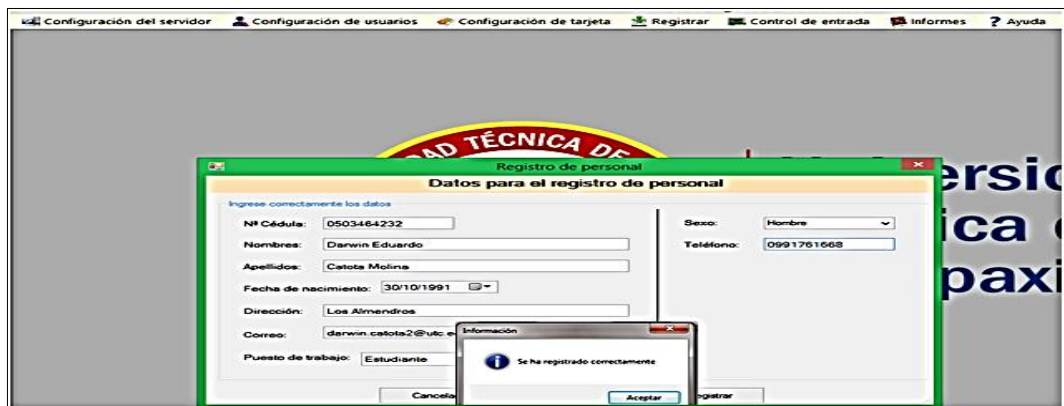 Configuración del servidor Configuración de usuarios Configuración de tarjeta Registrar Control de entrada Informes ? Ayuda
TÉCNICA
Registro de personal
Datos para el registro de personal
Ingrese correctamente los datos
Nº Cédula: 0503464232
Sexo: Hombre
Nombres: Darwin Eduardo
Teléfono: 0991761668
Apellidos: Catota Molina
Fecha de nacimiento: 30/10/1991
Dirección: Los Almendros
Correo: darwin.catota2@utc.e
Puesto de trabajo: Estudiante
Información
Se ha registrado correctamente
Aceptar